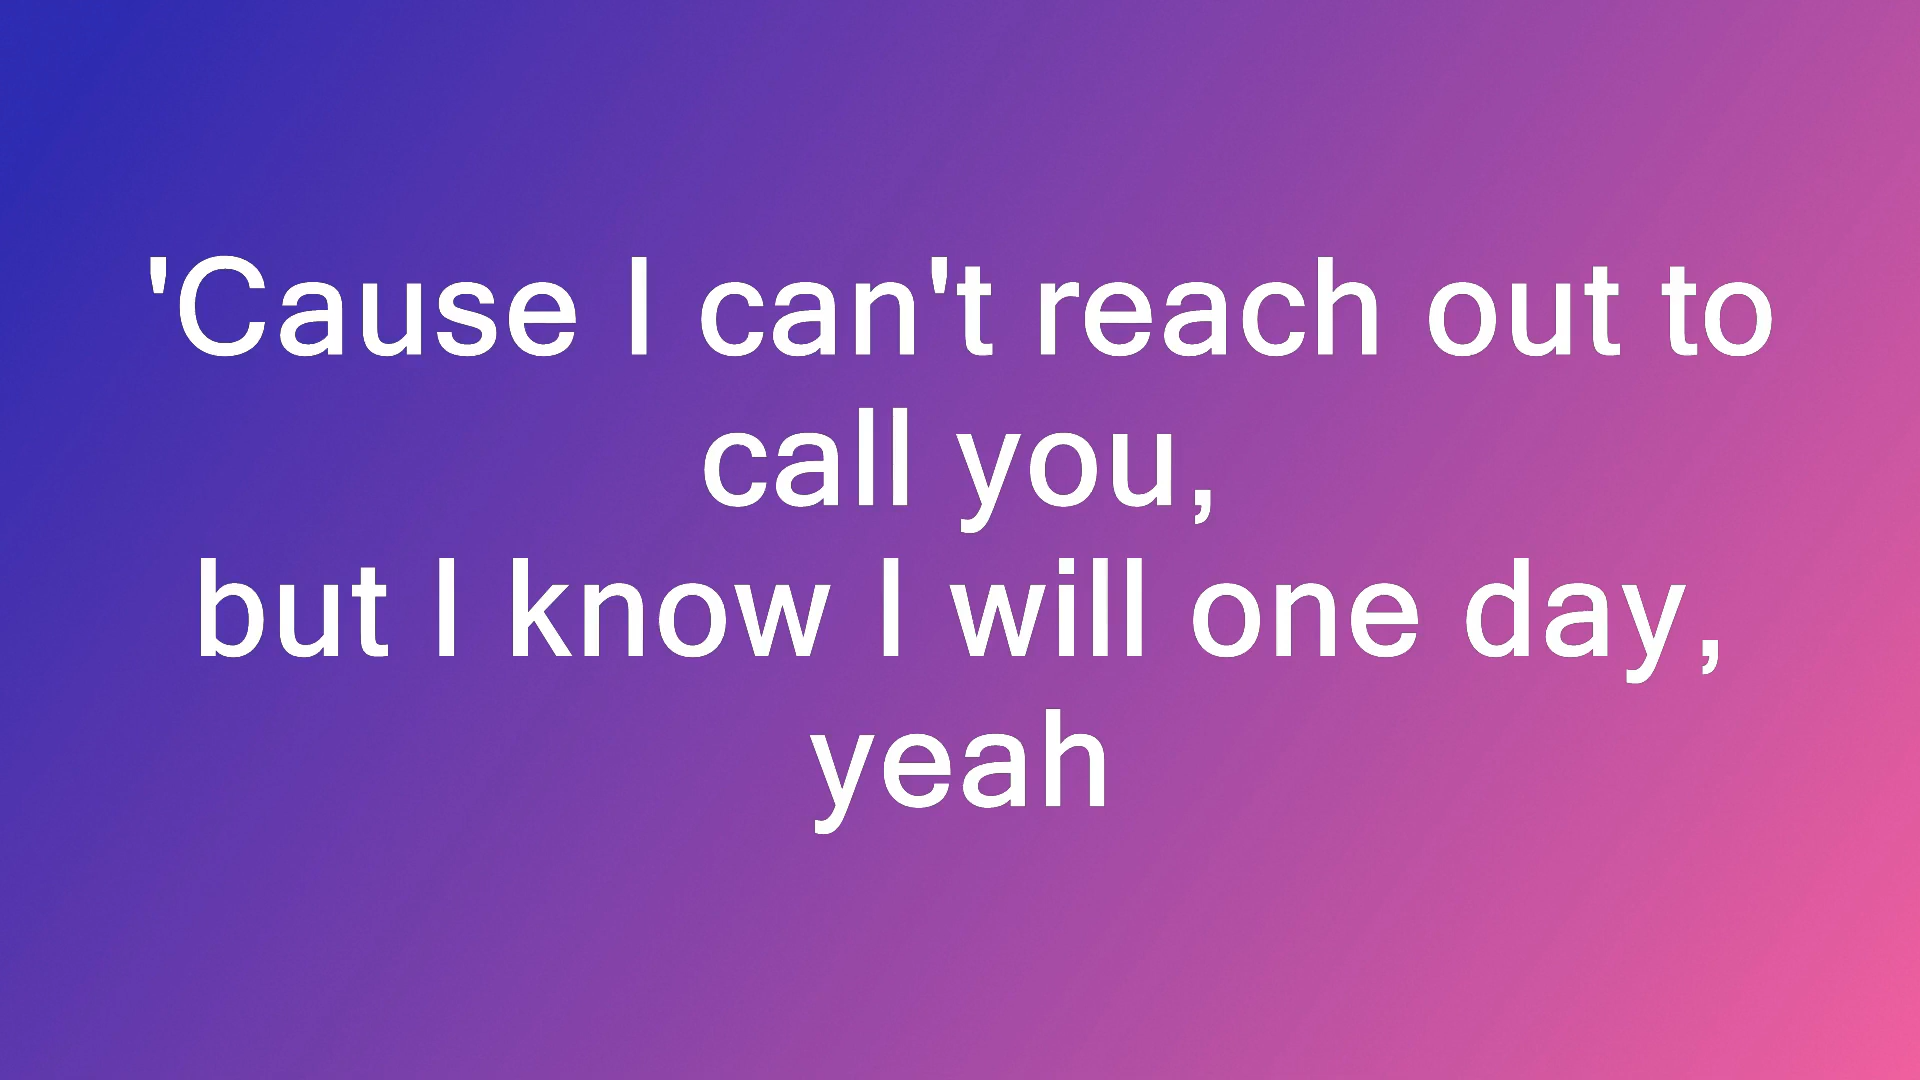 'Cause I can't reach out to
call you,
but I know I will one day,
yeah